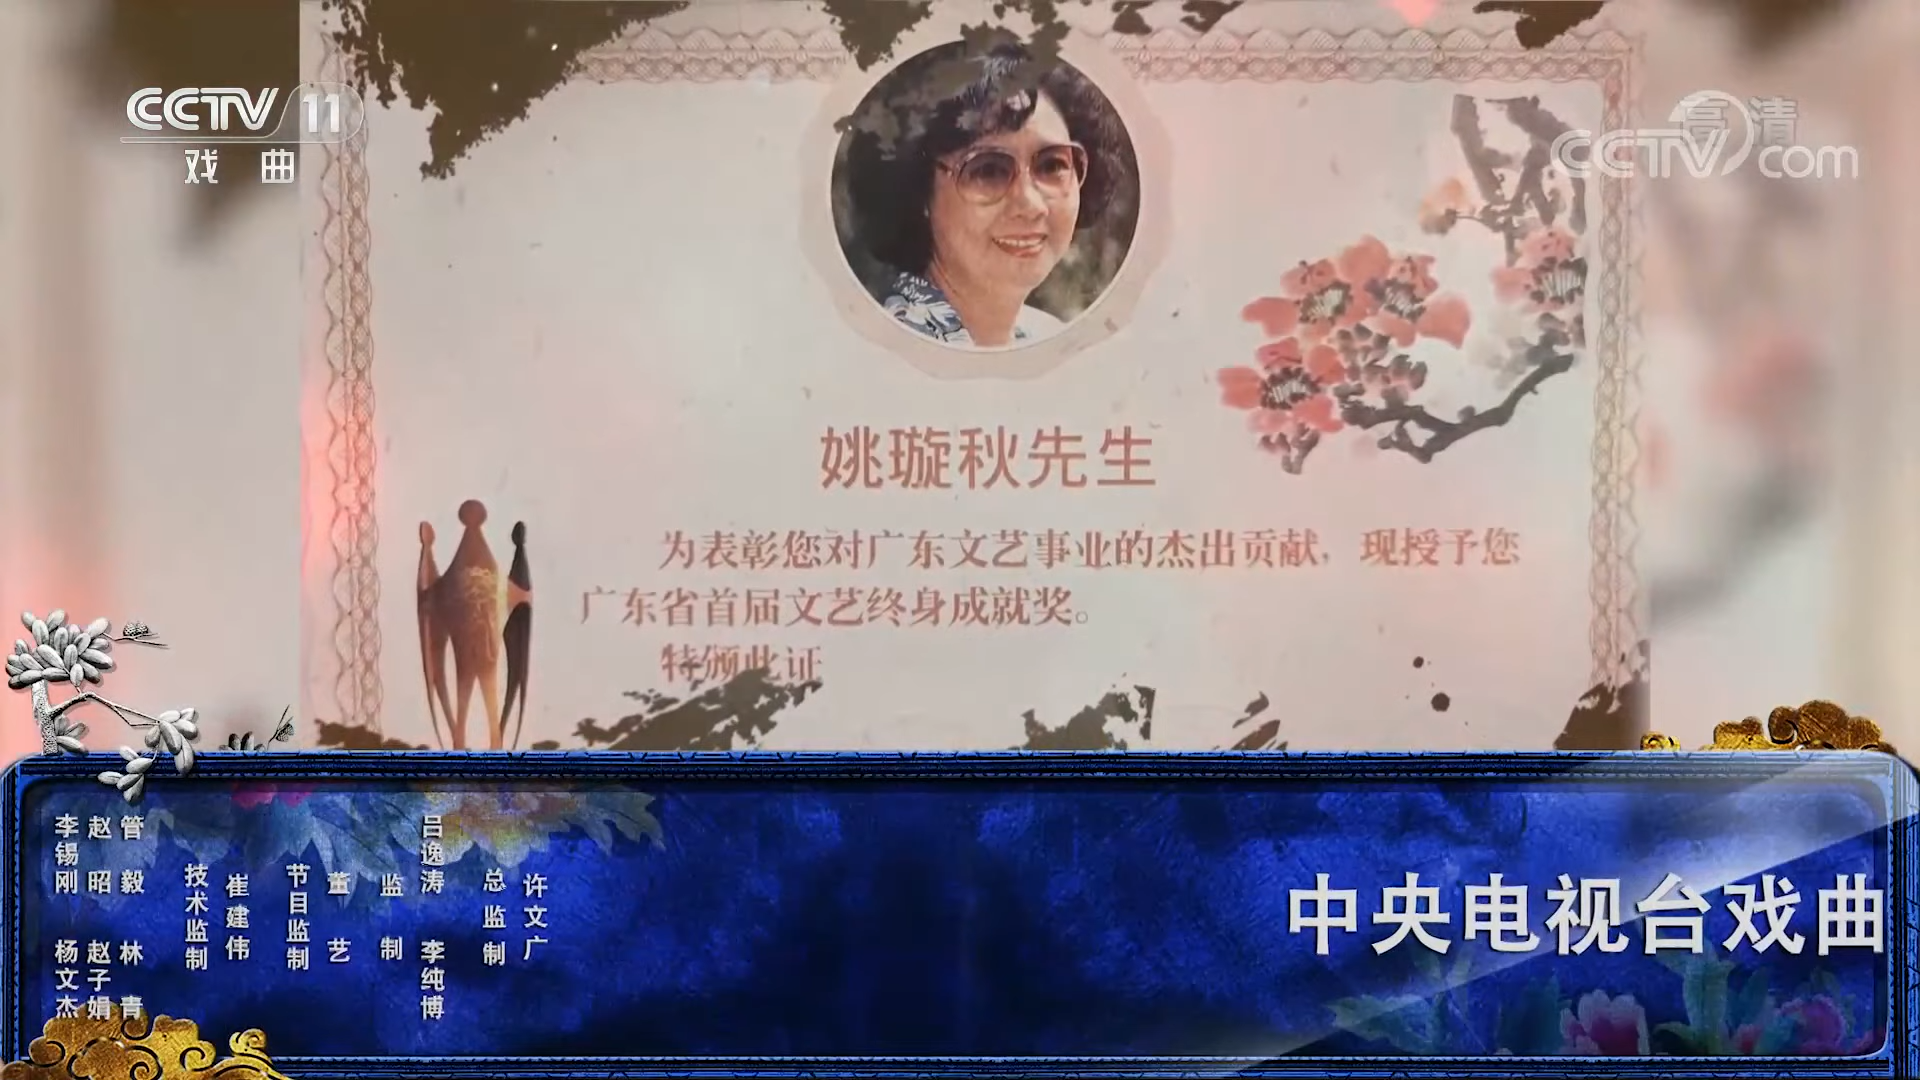 CCTV 11
戏 曲
高清
CCTV com
姚璇秋先生
为表彰您对广东文艺事业的杰出贡献，现授予您
广东省首届文艺终身成就奖。
特颁此证
许文广
总监制
吕逸涛 李纯博
监制
董艺
节目监制
崔建伟
技术监制
管毅 林青
赵昭 赵子娟
李锡刚 杨文杰
中央电视台戏曲